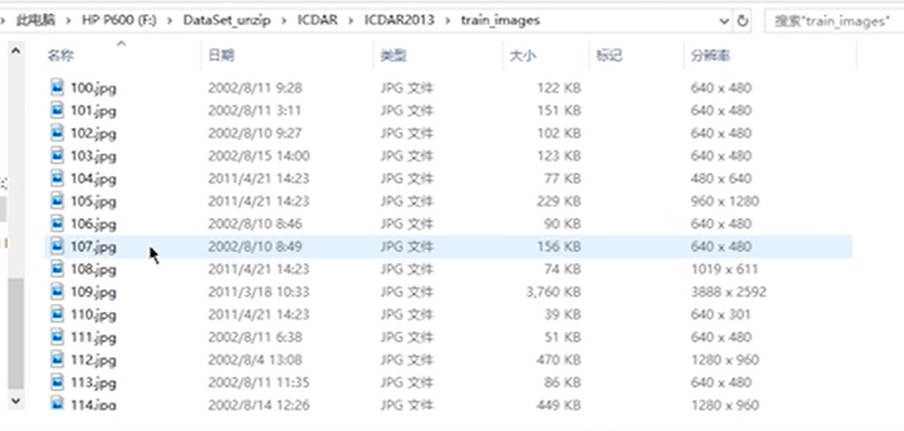 此电脑 > HP P600 (F:) > DataSet_unzip > ICDAR > ICDAR2013 > train_images 搜索"train_images"
名称 日期 类型 大小 标记 分辨率
100.jpg 2002/8/11 9:28 JPG 文件 122 KB 640 x 480
101.jpg 2002/8/11 3:11 JPG 文件 151 KB 640 x 480
102.jpg 2002/8/10 9:27 JPG 文件 102 KB 640 x 480
103.jpg 2002/8/15 14:00 JPG 文件 123 KB 640 x 480
104.jpg 2011/4/21 14:23 JPG 文件 77 KB 480 x 640
105.jpg 2011/4/21 14:23 JPG 文件 229 KB 960 x 1280
106.jpg 2002/8/10 8:46 JPG 文件 90 KB 640 x 480
107.jpg 2002/8/10 8:49 JPG 文件 156 KB 640 x 480
108.jpg 2011/4/21 14:23 JPG 文件 74 KB 1019 x 611
109.jpg 2011/3/18 10:33 JPG 文件 3,760 KB 3888 x 2592
110.jpg 2011/4/21 14:23 JPG 文件 39 KB 640 x 301
111.jpg 2002/8/11 6:38 JPG 文件 51 KB 640 x 480
112.jpg 2002/8/4 13:08 JPG 文件 470 KB 1280 x 960
113.jpg 2002/8/11 11:35 JPG 文件 86 KB 640 x 480
114.jpg 2002/8/14 12:26 JPG 文件 449 KB 1280 x 960